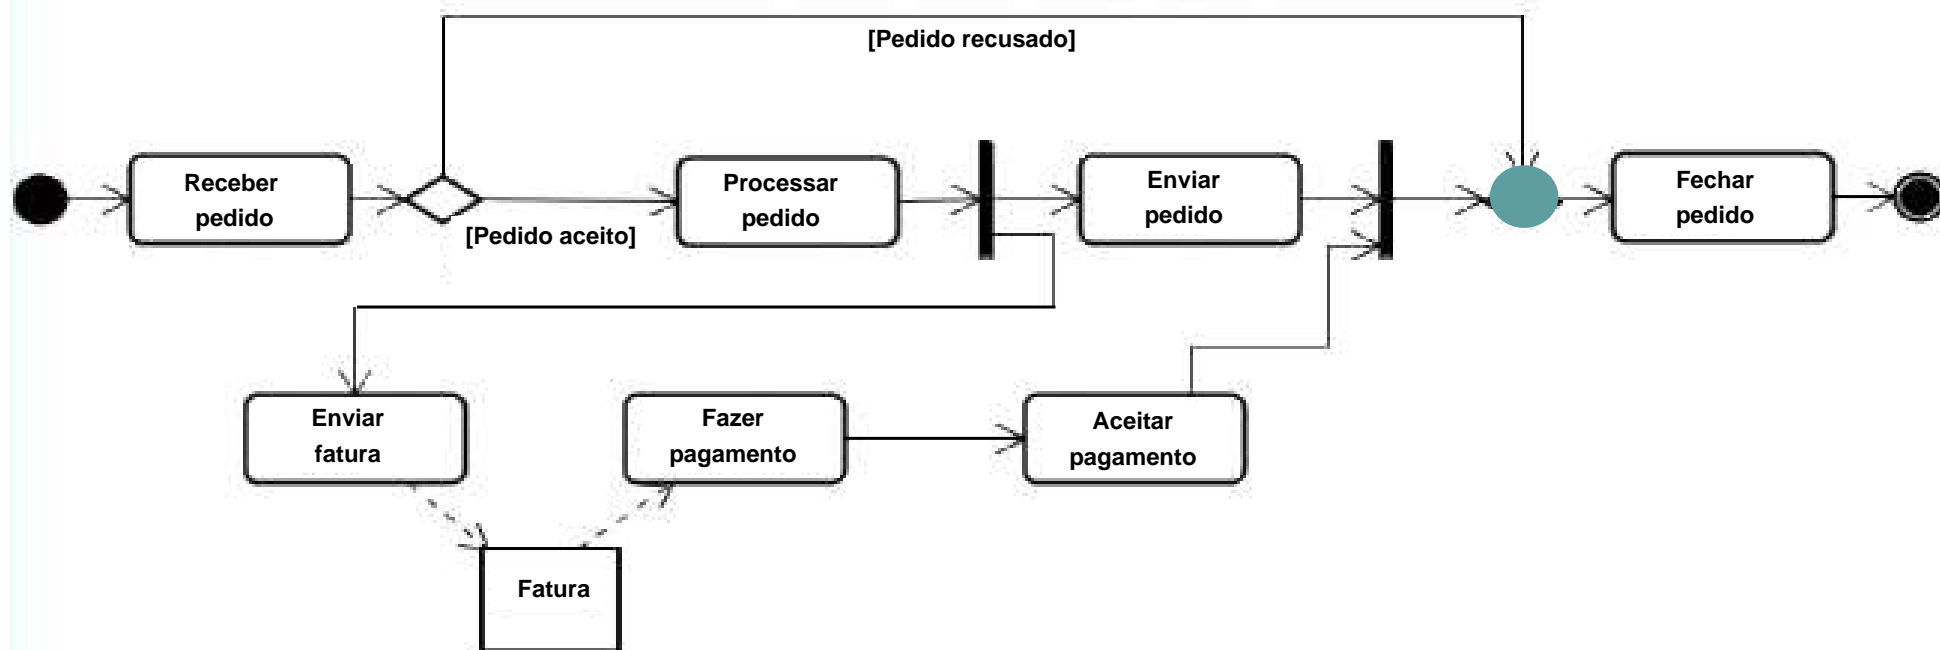 [Pedido recusado]
Receber
pedido
[Pedido aceito]
Processar
pedido
Enviar
pedido
Fechar
pedido
Enviar
fatura
Fazer
pagamento
Aceitar
pagamento
Fatura